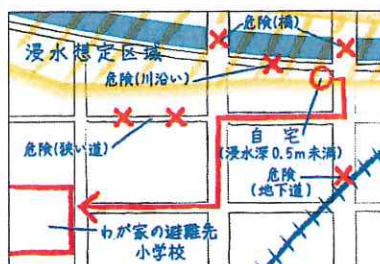 危険(橋)
浸水想定区域
危険(川沿い)
危険(狭い道)
自宅
(浸水深0.5m未満)
危険
(地下道)
わが家の避難先
小学校